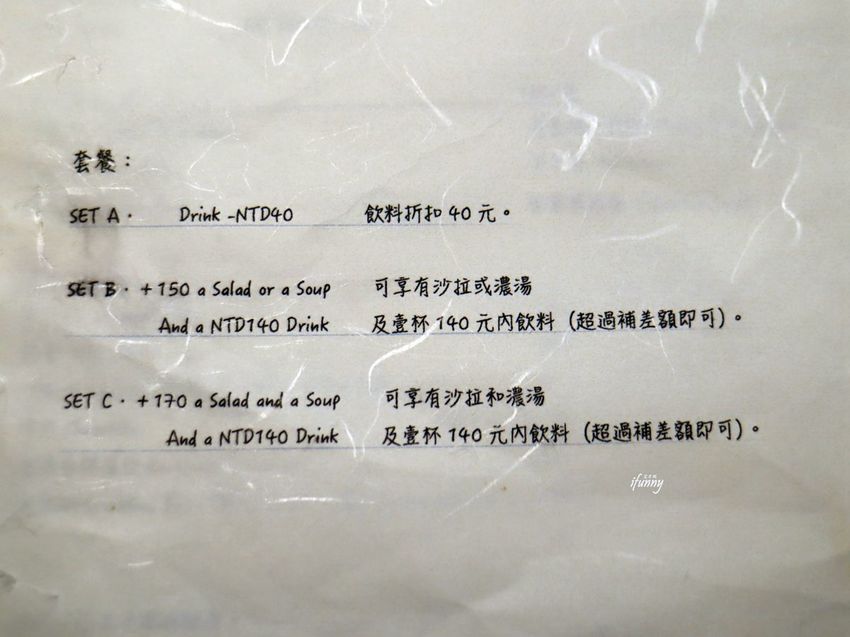 套餐：
SET A· Drink -NTD40 飲料折扣 40 元。
SET B· +150 a Salad or a Soup 可享有沙拉或濃湯
And a NTD140 Drink 及壹杯 140 元內飲料（超過補差額即可）。
SET C· +170 a Salad and a Soup 可享有沙拉和濃湯
And a NTD140 Drink 及壹杯 140 元內飲料（超過補差額即可）。
ifunny